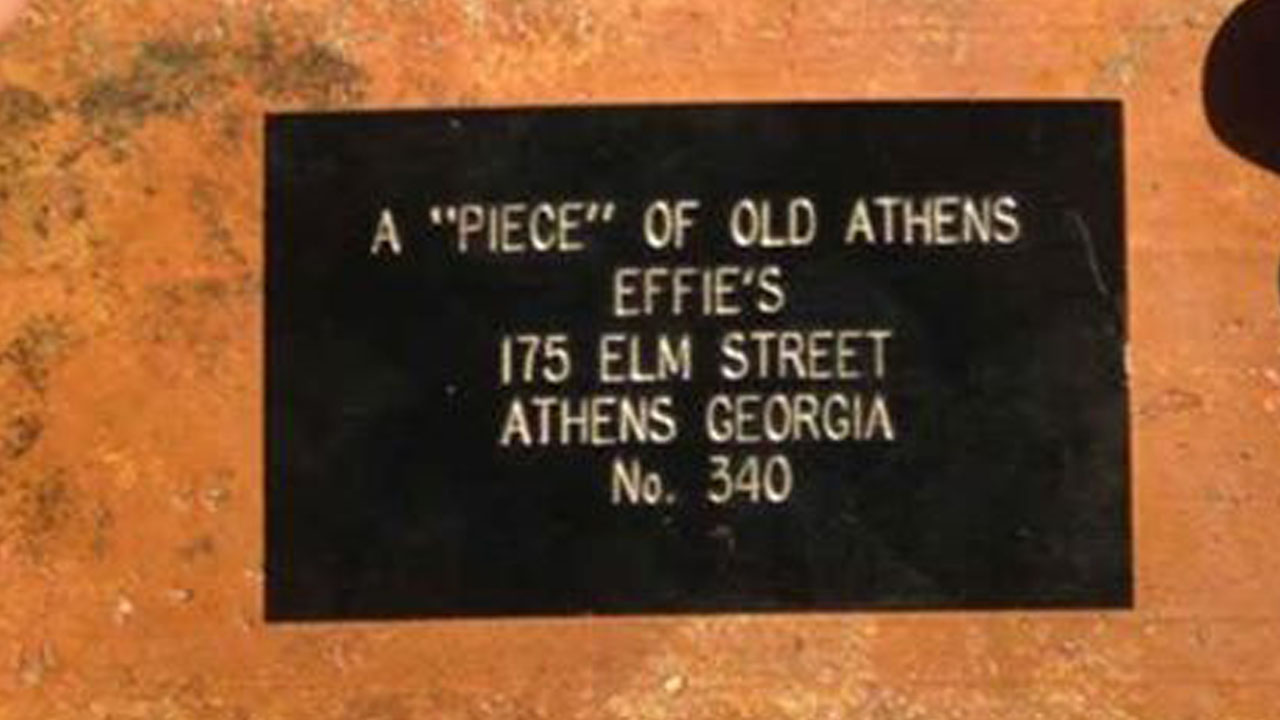 A "PIECE" OF OLD ATHENS
EFFIE'S
175 ELM STREET
ATHENS GEORGIA
No. 340